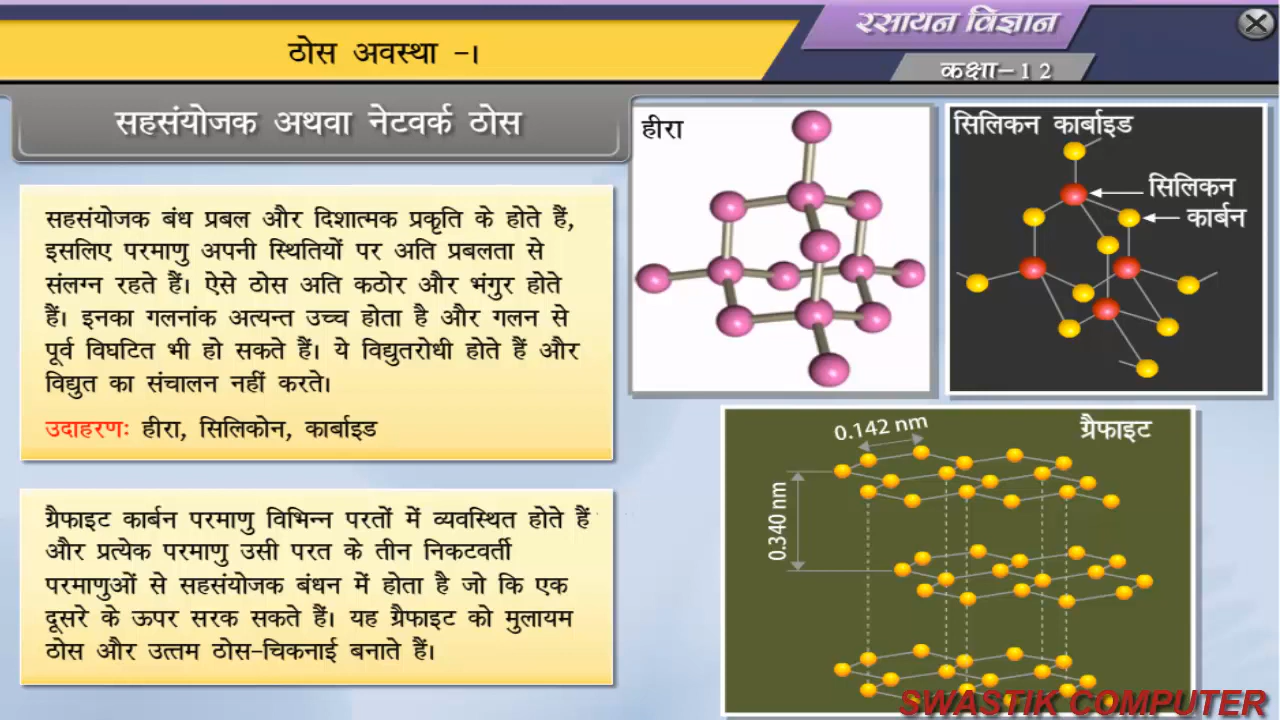 रसायन विज्ञान
ठोस अवस्था -।
कक्षा-12
सहसंयोजक अथवा नेटवर्क ठोस
सहसंयोजक बंध प्रबल और दिशात्मक प्रकृति के होते हैं,
इसलिए परमाणु अपनी स्थितियों पर अति प्रबलता से
संलग्न रहते हैं। ऐसे ठोस अति कठोर और भंगुर होते
हैं। इनका गलनांक अत्यन्त उच्च होता है और गलन से
पूर्व विघटित भी हो सकते हैं। ये विद्युतरोधी होते हैं और
विद्युत का संचालन नहीं करते।
उदाहरणः हीरा, सिलिकोन, कार्बाइड
ग्रैफाइट कार्बन परमाणु विभिन्न परतों में व्यवस्थित होते हैं
और प्रत्येक परमाणु उसी परत के तीन निकटवर्ती
परमाणुओं से सहसंयोजक बंधन में होता है जो कि एक
दूसरे के ऊपर सरक सकते हैं। यह ग्रैफाइट को मुलायम
ठोस और उत्तम ठोस-चिकनाई बनाते हैं।
हीरा
सिलिकन कार्बाइड
सिलिकन
कार्बन
ग्रैफाइट
0.142 nm
0.340 nm
SWASTIK COMPUTER